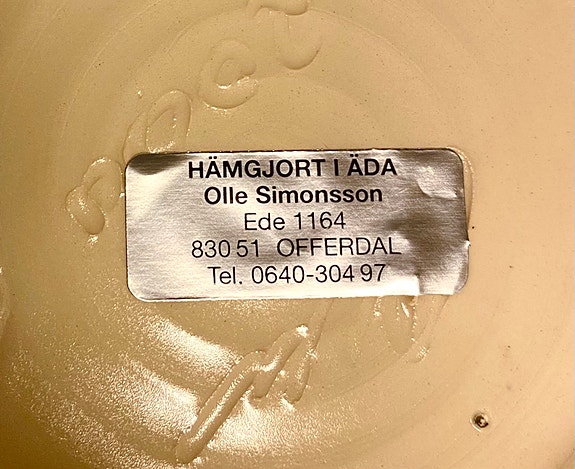 HÄMGJORT I ÄDA
Olle Simonsson
Ede 1164
830 51 OFFERDAL
Tel. 0640-304 97